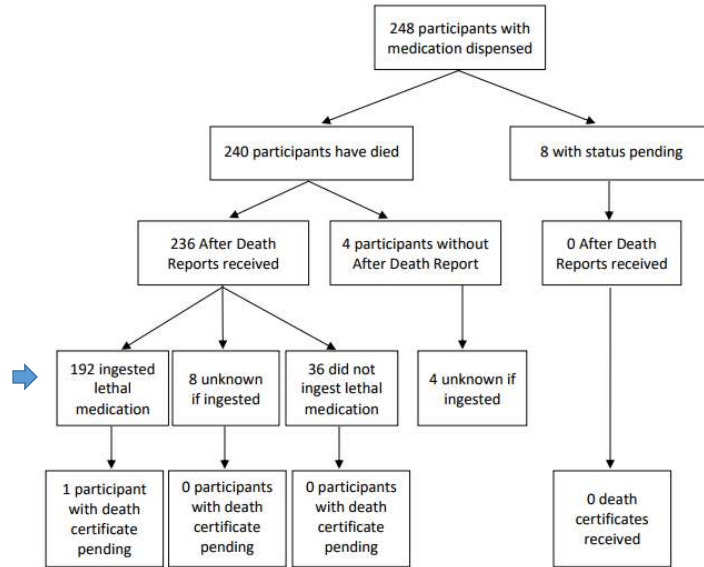 248 participants with
medication dispensed
240 participants have died
8 with status pending
236 After Death
Reports received
4 participants without
After Death Report
0 After Death
Reports received
192 ingested
lethal
medication
8 unknown
if ingested
36 did not
ingest lethal
medication
4 unknown if
ingested
1 participant
with death
certificate
pending
0 participants
with death
certificate
pending
0 participants
with death
certificate
pending
0 death
certificates
received